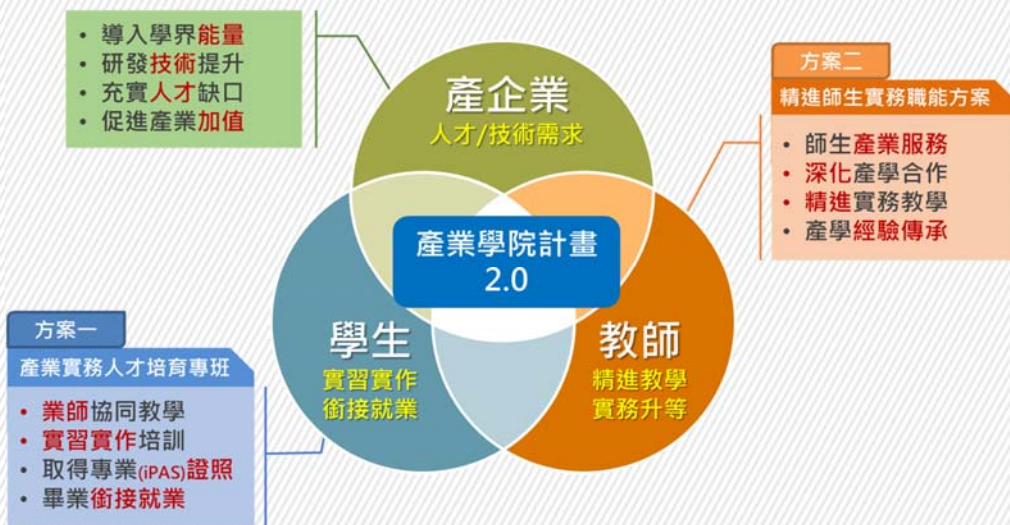 • 導入學界能量
• 研發技術提升
• 充實人才缺口
• 促進產業加值
產企業
人才/技術需求
方案二
精進師生實務職能方案
• 師生產業服務
• 深化產學合作
• 精進實務教學
• 產學經驗傳承
產業學院計畫
2.0
方案一
產業實務人才培育專班
• 業師協同教學
• 實習實作培訓
• 取得專業(iPAS)證照
• 畢業銜接就業
學生
實習實作
銜接就業
教師
精進教學
實務升等